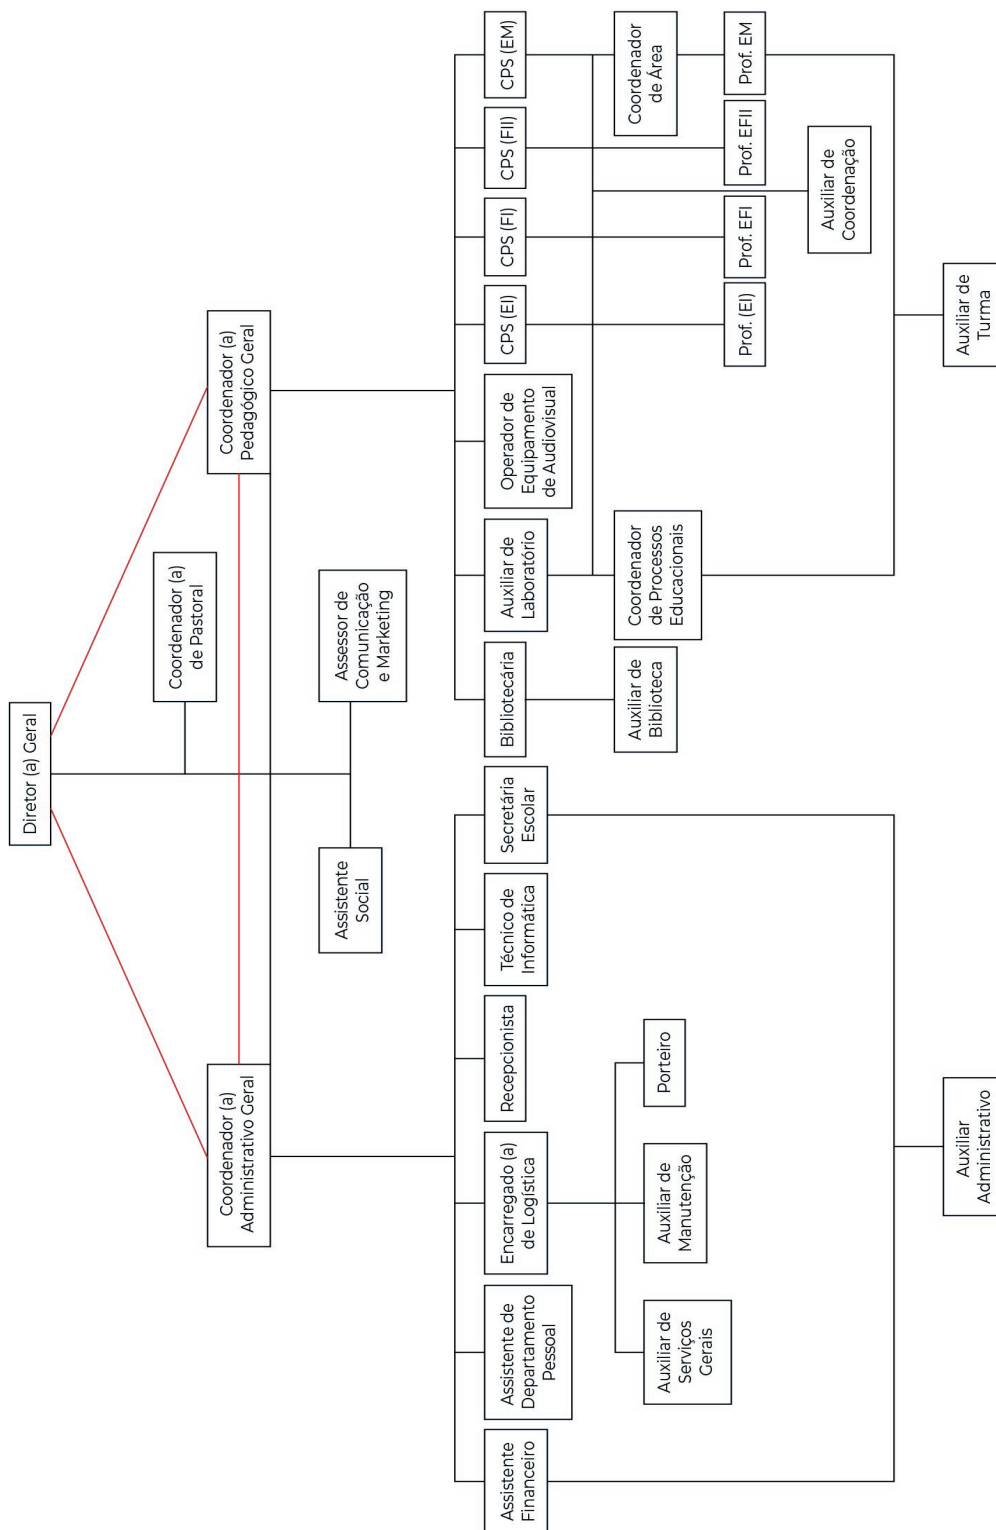 Diretor (a) Geral
Coordenador (a)
de Pastoral
Coordenador (a)
Administrativo Geral
Coordenador (a)
Pedagógico Geral
Assistente
Social
Assessor de
Comunicação
e Marketing
Assistente
Financeiro
Assistente de
Departamento
Pessoal
Encarregado (a)
de Logística
Recepcionista
Técnico de
Informática
Secretária
Escolar
Bibliotecária
Auxiliar de
Laboratório
Operador de
Equipamento
de Audiovisual
CPS (EI)
CPS (FI)
CPS (FII)
CPS (EM)
Auxiliar de
Biblioteca
Coordenador
de Processos
Educacionais
Coordenador
de Área
Auxiliar de
Serviços
Gerais
Auxiliar de
Manutenção
Porteiro
Prof. (EI)
Prof. EFI
Prof. EFII
Prof. EM
Auxiliar de
Coordenação
Auxiliar
Administrativo
Auxiliar de
Turma